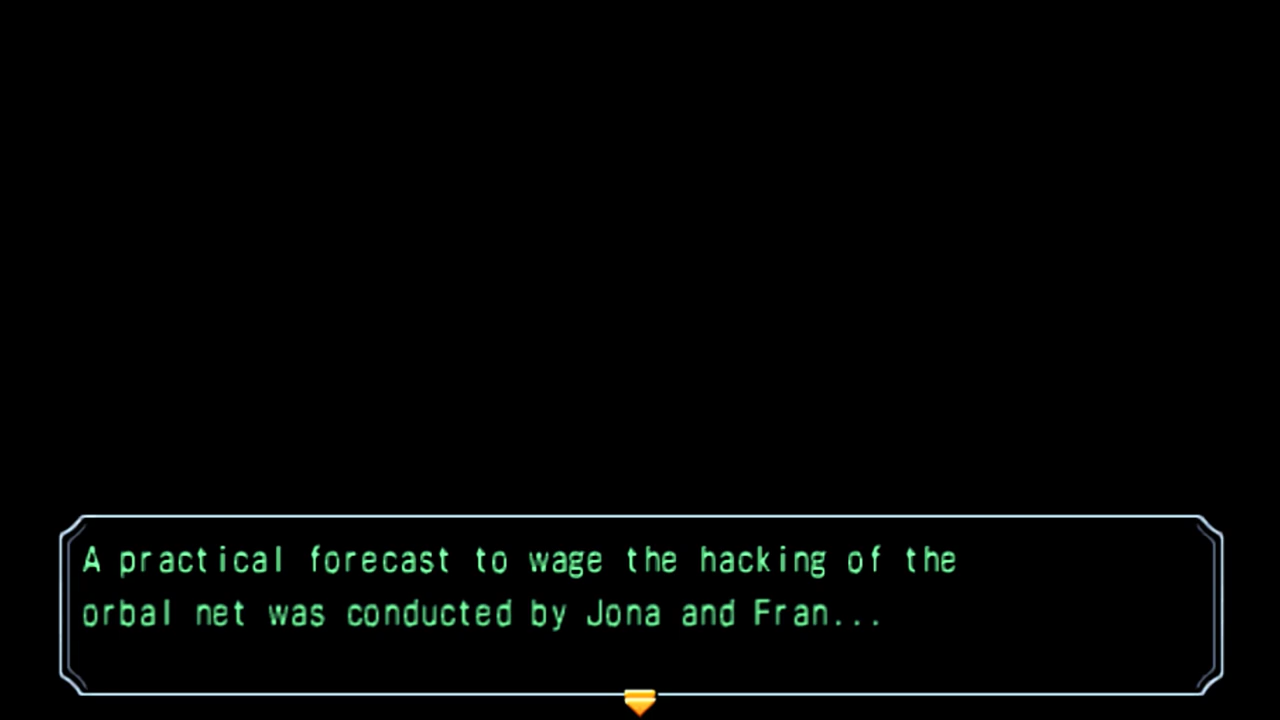 A practical forecast to wage the hacking of the
orbal net was conducted by Jona and Fran...